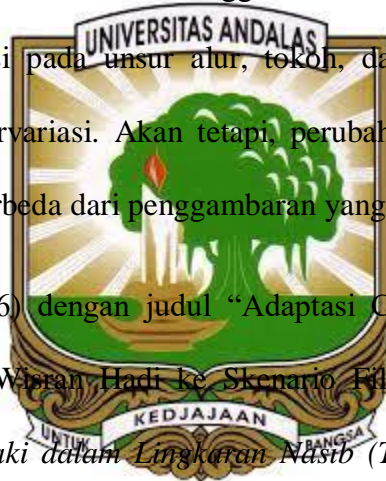 UNIVERSITAS ANDALAS
si pada unsur alur, tokoh, da
rvariasi. Akan tetapi, perubah
rbeda dari penggambaran yang
6) dengan judul “Adaptasi C
Wisran Hadi ke Skenario Fil
KEDJAJAAN
UNTUK BANGSA
aki dalam Lingkaran Nasib (T